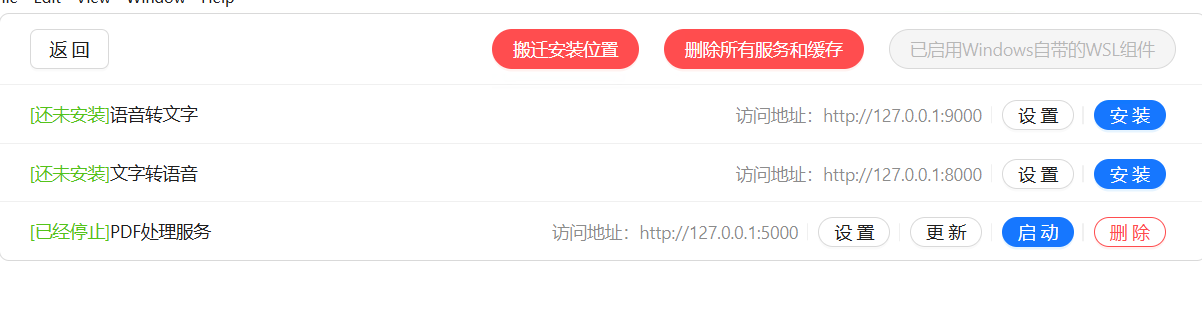 File Edit View Window Help
返 回 搬迁安装位置 删除所有服务和缓存 已启用Windows自带的WSL组件
[还未安装]语音转文字 访问地址：http://127.0.0.1:9000 设 置 安 装
[还未安装]文字转语音 访问地址：http://127.0.0.1:8000 设 置 安 装
[已经停止]PDF处理服务 访问地址：http://127.0.0.1:5000 设 置 更 新 启 动 删 除